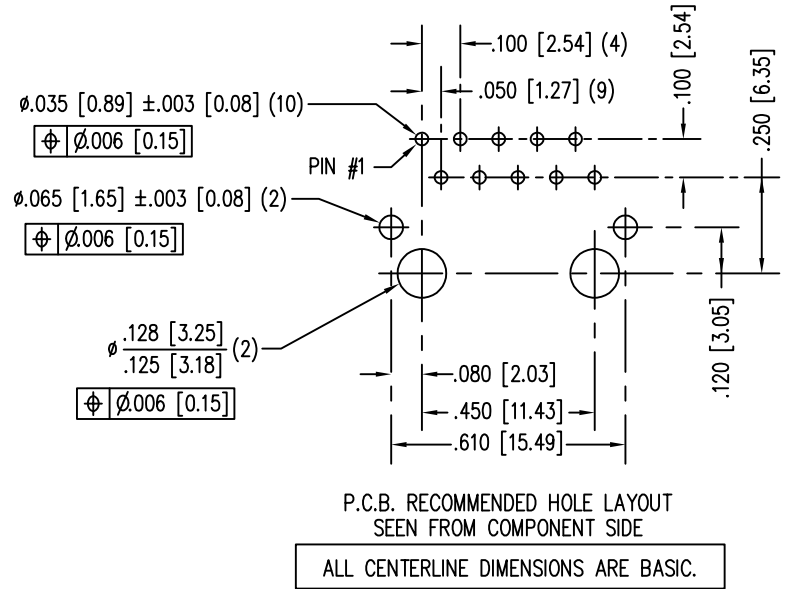 .100 [2.54] (4)
.050 [1.27] (9)
.100 [2.54]
.250 [6.35]
ø.035 [0.89] ±.003 [0.08] (10)
⌖ Ø.006 [0.15]
PIN #1
ø.065 [1.65] ±.003 [0.08] (2)
⌖ Ø.006 [0.15]
ø .128 [3.25]
.125 [3.18] (2)
⌖ Ø.006 [0.15]
.120 [3.05]
.080 [2.03]
.450 [11.43]
.610 [15.49]
P.C.B. RECOMMENDED HOLE LAYOUT
SEEN FROM COMPONENT SIDE
ALL CENTERLINE DIMENSIONS ARE BASIC.